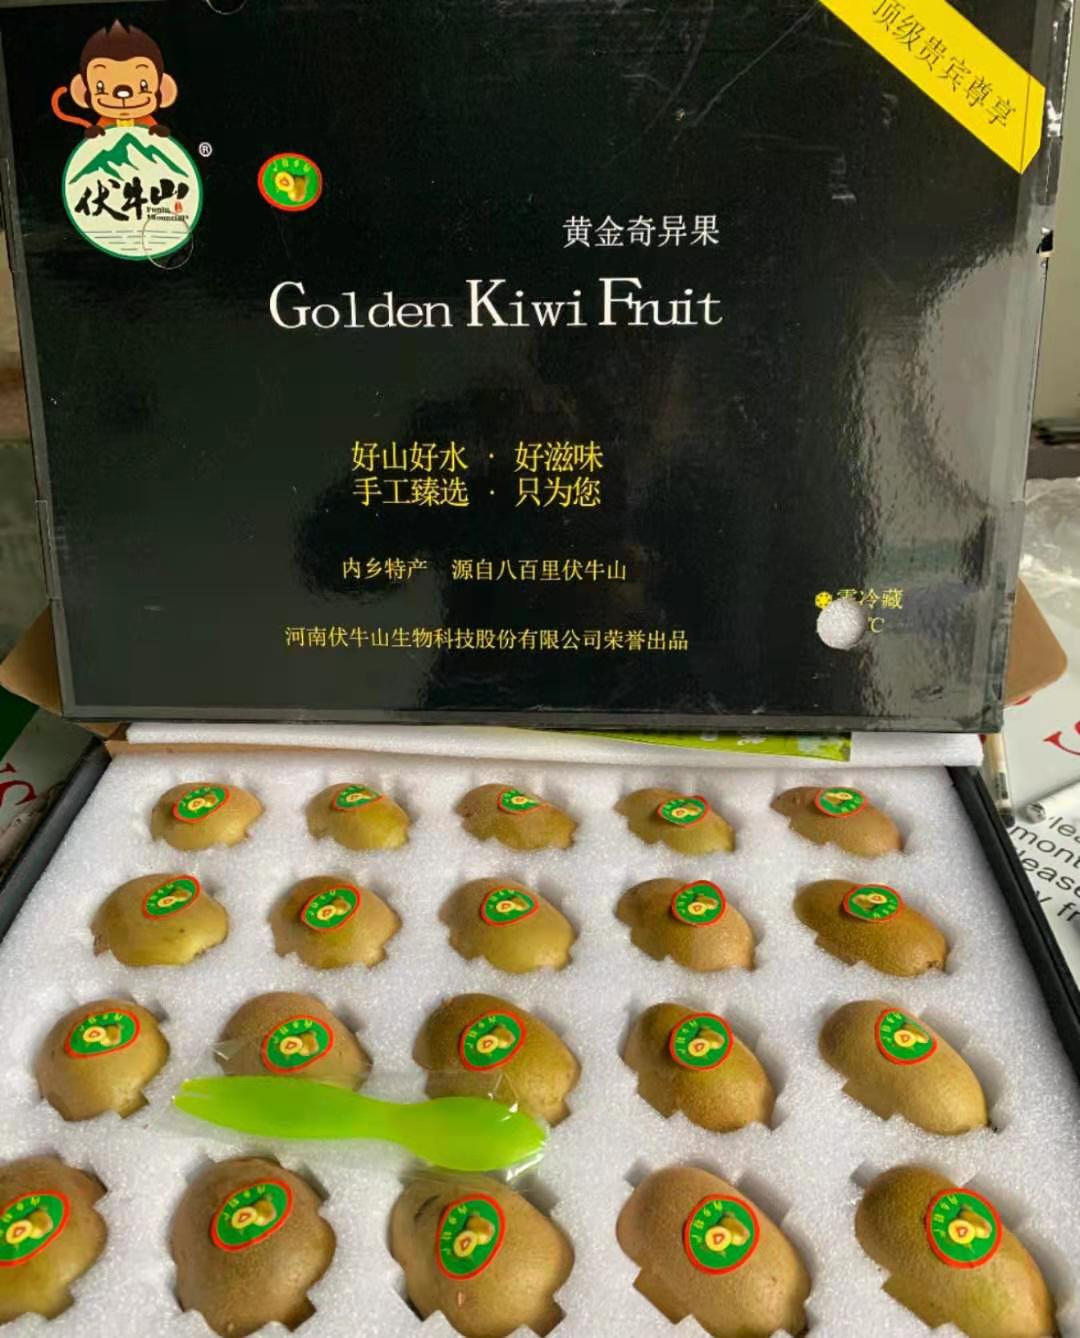 顶级贵宾尊享
伏牛山
Funiu
Mountains
®
黄金奇异果
Golden Kiwi Fruit
好山好水 · 好滋味
手工臻选 · 只为您
内乡特产 源自八百里伏牛山
冷藏
℃
河南伏牛山生物科技股份有限公司荣誉出品